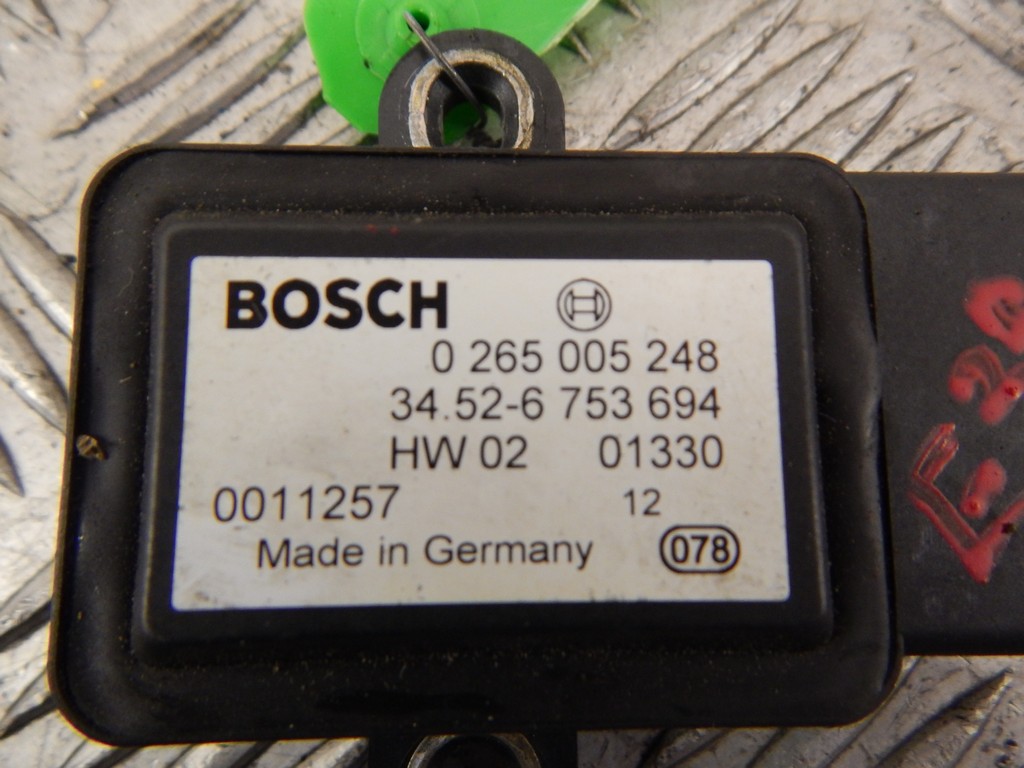 BOSCH
0 265 005 248
34.52-6 753 694
HW 02 01330
0011257 12
Made in Germany 078